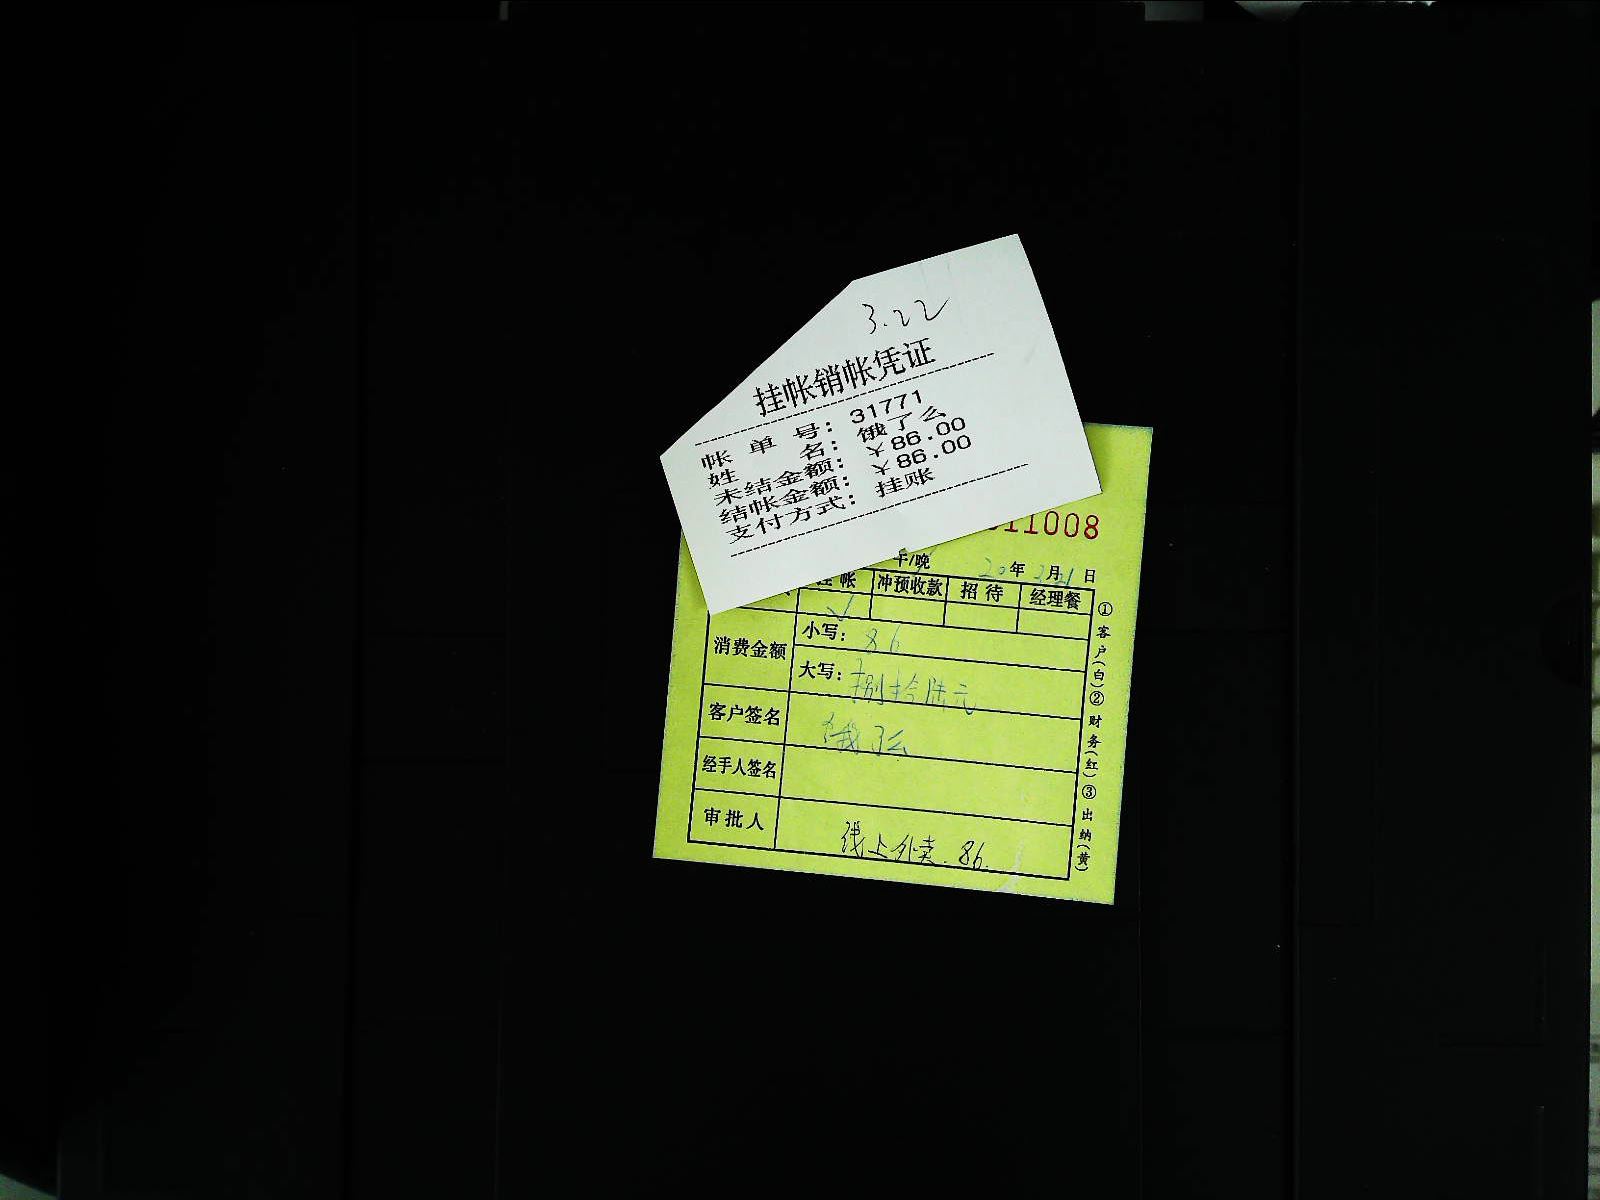 3.22
挂帐销帐凭证
帐单号：31771
姓名：饿了么
未结金额：￥86.00
结帐金额：￥86.00
支付方式：挂账
11008
午/晚 20年3月21日
挂帐 冲预收款 招待 经理餐
√
消费金额 小写：86
大写：捌拾陆元
客户签名 饿了么
经手人签名
审批人 线上外卖.86.
①客户(白)②财务(红)③出纳(黄)